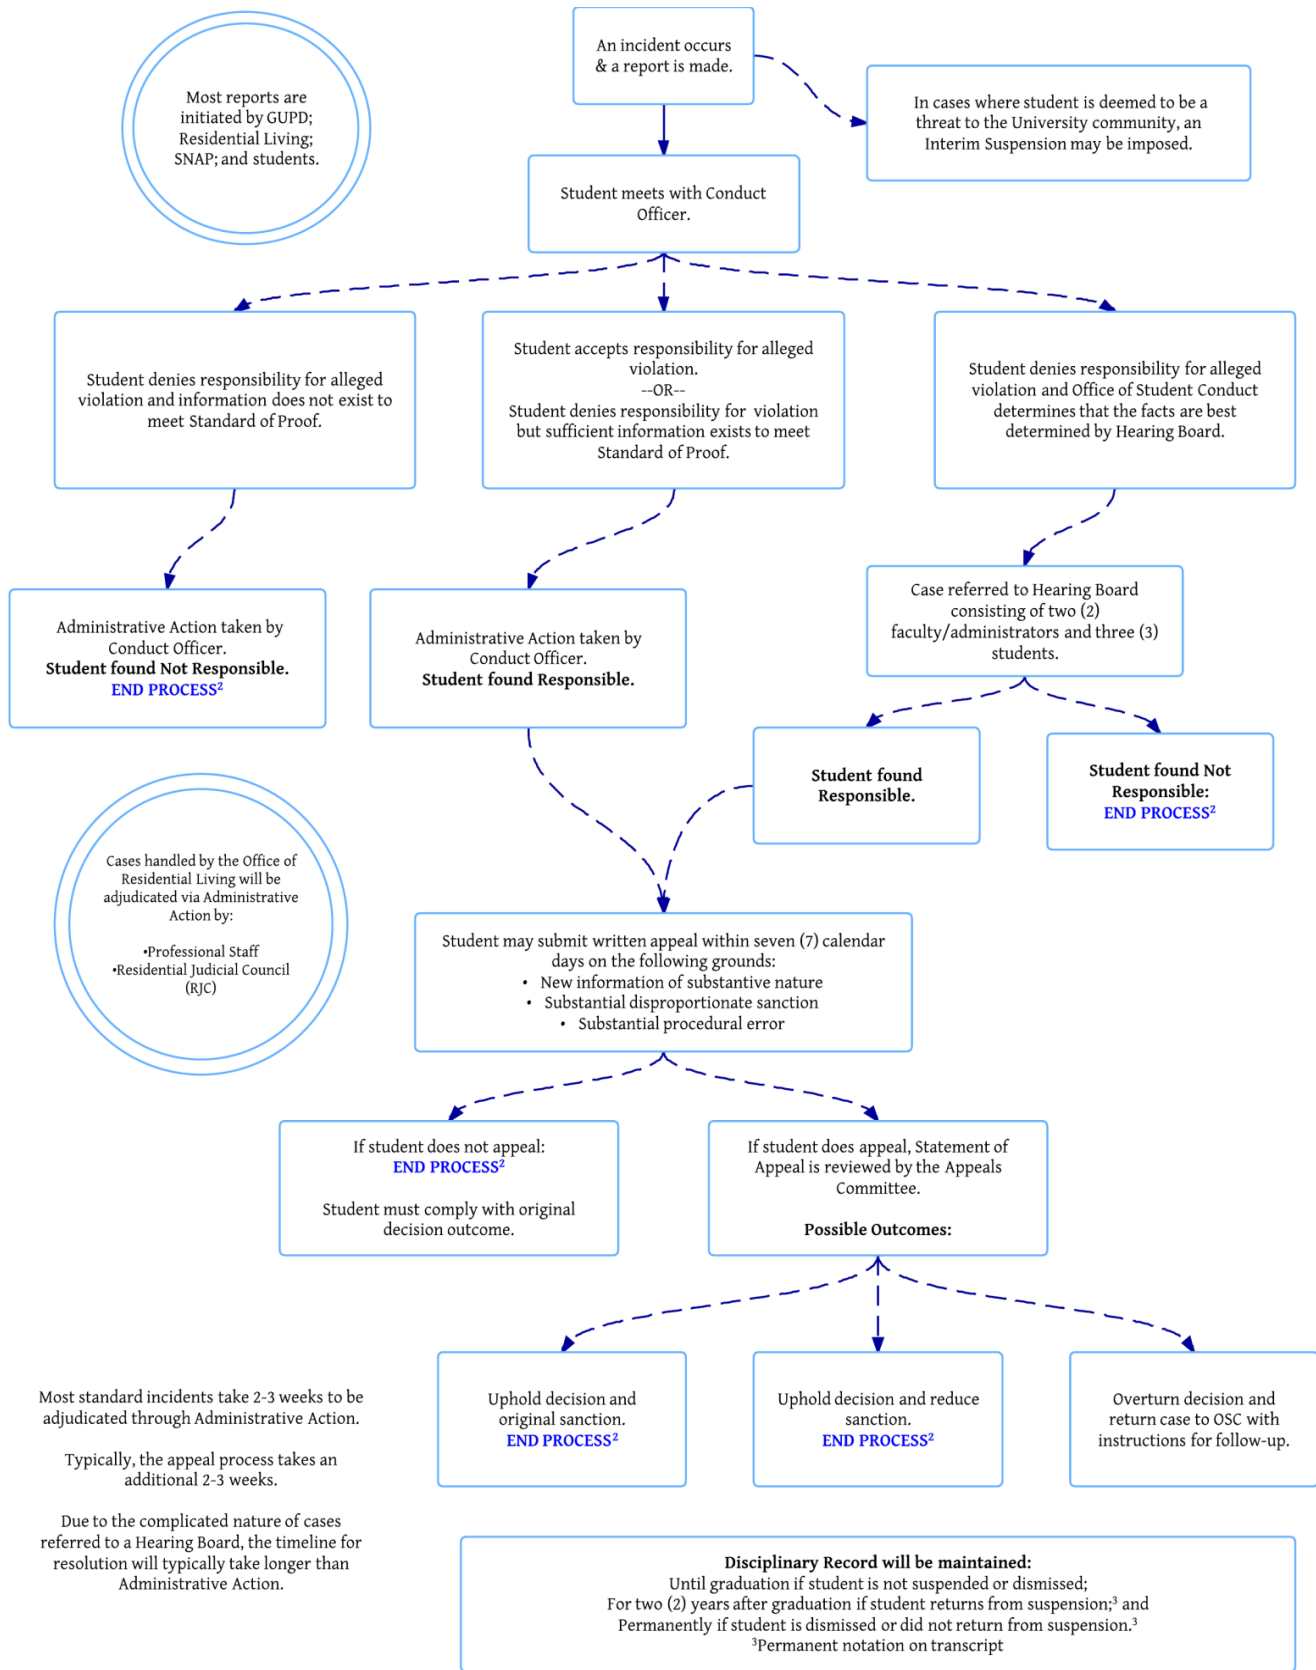 An incident occurs
& a report is made.
Most reports are
initiated by GUPD;
Residential Living;
SNAP; and students.
In cases where student is deemed to be a
threat to the University community, an
Interim Suspension may be imposed.
Student meets with Conduct
Officer.
Student denies responsibility for alleged
violation and information does not exist to
meet Standard of Proof.
Student accepts responsibility for alleged
violation.
--OR--
Student denies responsibility for violation
but sufficient information exists to meet
Standard of Proof.
Student denies responsibility for alleged
violation and Office of Student Conduct
determines that the facts are best
determined by Hearing Board.
Administrative Action taken by
Conduct Officer.
Student found Not Responsible.
END PROCESS²
Administrative Action taken by
Conduct Officer.
Student found Responsible.
Case referred to Hearing Board
consisting of two (2)
faculty/administrators and three (3)
students.
Student found
Responsible.
Student found Not
Responsible:
END PROCESS²
Cases handled by the Office of
Residential Living will be
adjudicated via Administrative
Action by:
•Professional Staff
•Residential Judicial Council
(RJC)
Student may submit written appeal within seven (7) calendar
days on the following grounds:
• New information of substantive nature
• Substantial disproportionate sanction
• Substantial procedural error
If student does not appeal:
END PROCESS²
Student must comply with original
decision outcome.
If student does appeal, Statement of
Appeal is reviewed by the Appeals
Committee.
Possible Outcomes:
Uphold decision and
original sanction.
END PROCESS²
Uphold decision and reduce
sanction.
END PROCESS²
Overturn decision and
return case to OSC with
instructions for follow-up.
Most standard incidents take 2-3 weeks to be
adjudicated through Administrative Action.
Typically, the appeal process takes an
additional 2-3 weeks.
Due to the complicated nature of cases
referred to a Hearing Board, the timeline for
resolution will typically take longer than
Administrative Action.
Disciplinary Record will be maintained:
Until graduation if student is not suspended or dismissed;
For two (2) years after graduation if student returns from suspension;³ and
Permanently if student is dismissed or did not return from suspension.³
³Permanent notation on transcript